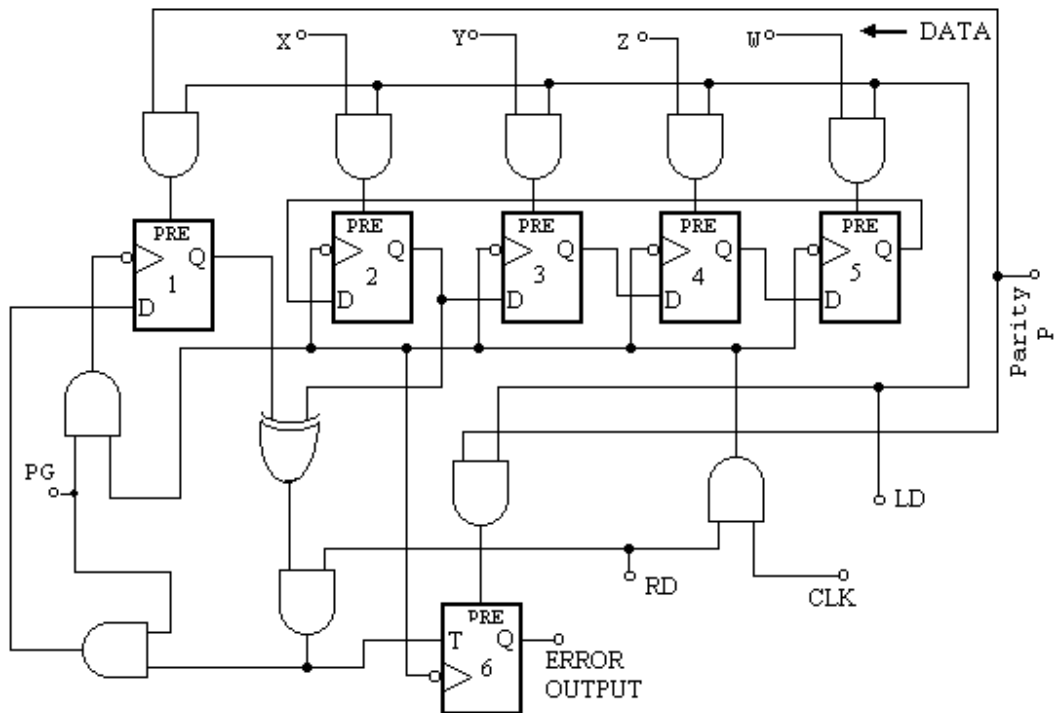 X Y Z W DATA
PRE PRE PRE PRE PRE
Q Q Q Q Q
1 2 3 4 5
D D D D D
Parity
P
PG
LD
RD
CLK
PRE
T Q
6
ERROR
OUTPUT